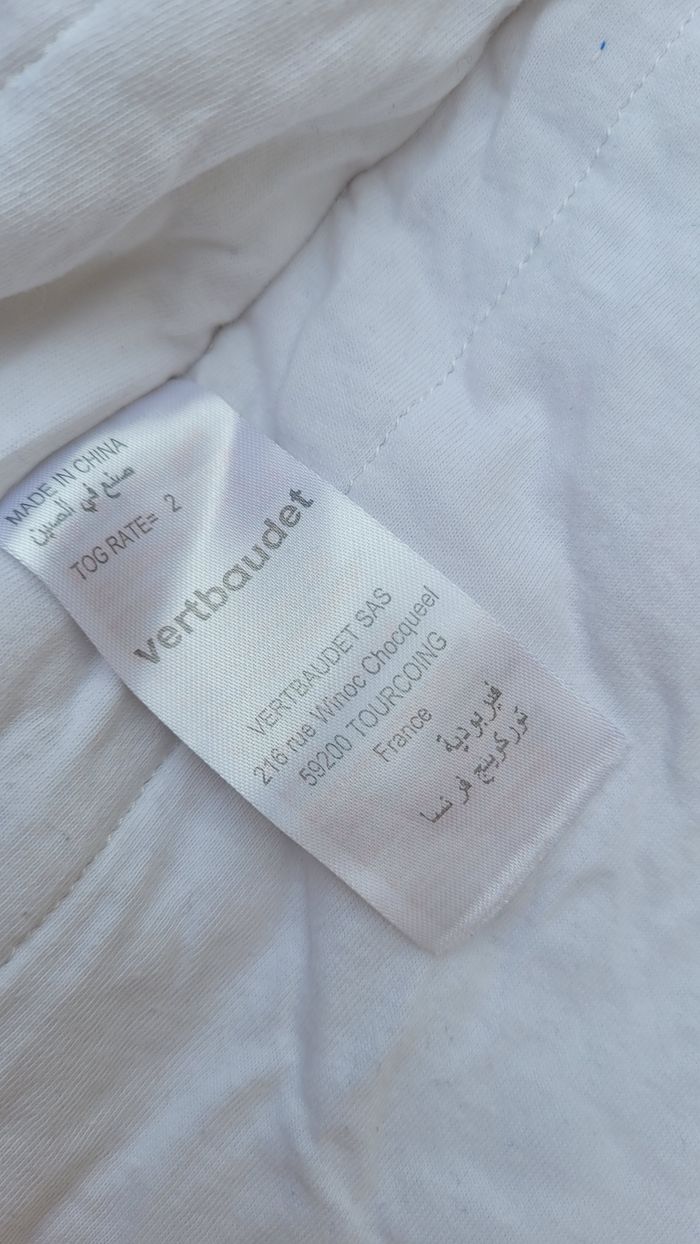 MADE IN CHINA
صنع في الصين
TOG RATE= 2
vertbaudet
VERTBAUDET SAS
216 rue Winoc Chocqueel
59200 TOURCOING
France
فيربودية
توركوينج فرنسا